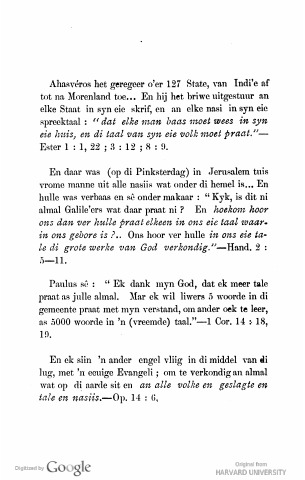 Ahasvéros het geregeer o'er 127 State, van Indi'e af
tot na Morenland toe... En hij het briwe uitgestuur an
elke Staat in syn eie skrif, en an elke nasi in syn eie
spreektaal : "dat elke man baas moet wees in syn
eie huis, en di taal van syn eie volk moet praat."—
Ester 1 : 1, 22 ; 3 : 12 ; 8 : 9.
En daar was (op di Pinksterdag) in Jerusalem tuis
vrome manne uit alle nasiis wat onder di hemel is... En
hulle was verbaas en sê onder makaar : "Kyk, is dit ni
almal Galile'ers wat daar praat ni ? En hoekom hoor
ons dan ver hulle praat elkeen in ons eic taal waar-
in ons gebore is ?.. Ons hoor ver hulle in ons eie ta-
le di grote werke van God verkondig."—Hand. 2 :
5—11.
Paulus sê : " Ek dank myn God, dat ek meer tale
praat as julle almal. Mar ek wil liwers 5 woorde in di
gemeente praat met myn verstand, om ander oek te leer,
as 5000 woorde in 'n (vreemde) taal."—1 Cor. 14 : 18,
19.
En ek siin 'n ander engel vliig in di middel van di
lug, met 'n ecuige Evangeli ; om te verkondig an almal
wat op di aarde sit en an alle volke en geslagte en
tale en nasiis.—Op. 14 : 6,
Digitized by Google
Original from
HARVARD UNIVERSITY